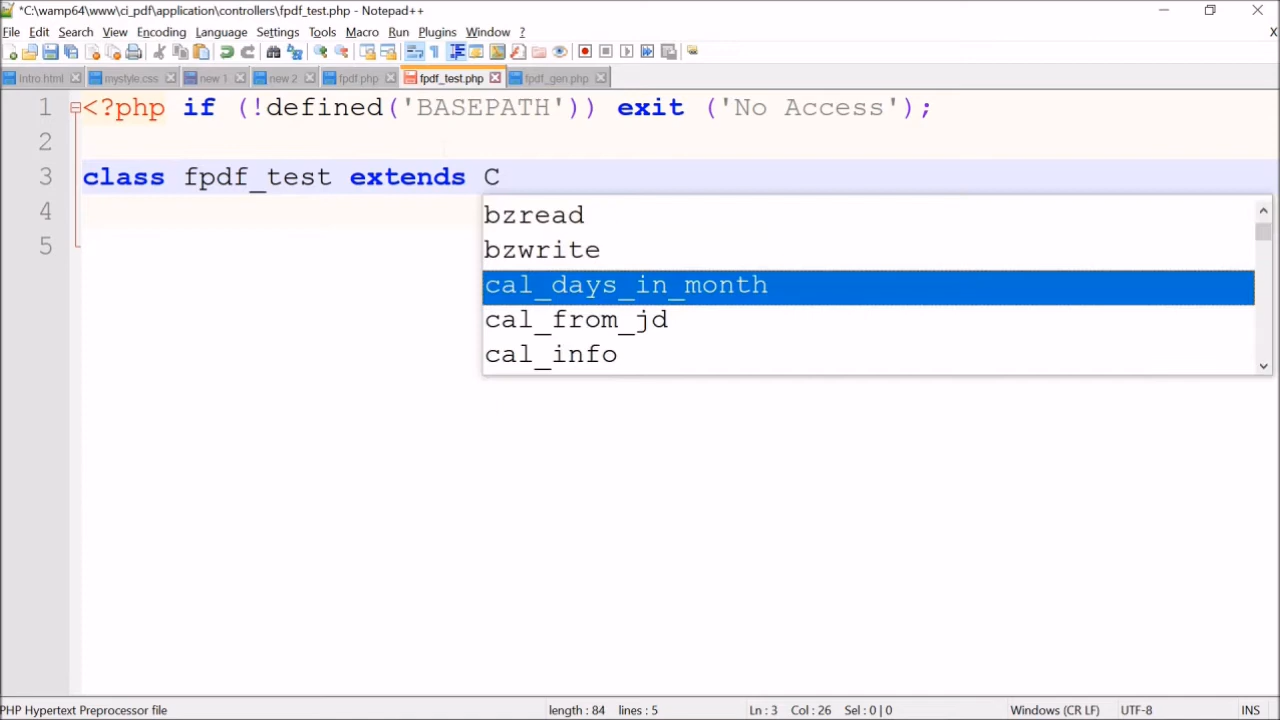 *C:\wamp64\www\ci_pdf\application\controllers\fpdf_test.php - Notepad++
File Edit Search View Encoding Language Settings Tools Macro Run Plugins Window ? X
Intro.html mystyle.css new 1 new 2 fpdf.php fpdf_test.php fpdf_gen.php
1 <?php if (!defined('BASEPATH')) exit ('No Access');
2
3 class fpdf_test extends C
4
5
bzread
bzwrite
cal_days_in_month
cal_from_jd
cal_info
PHP Hypertext Preprocessor file length : 84 lines : 5 Ln : 3 Col : 26 Sel : 0 | 0 Windows (CR LF) UTF-8 INS